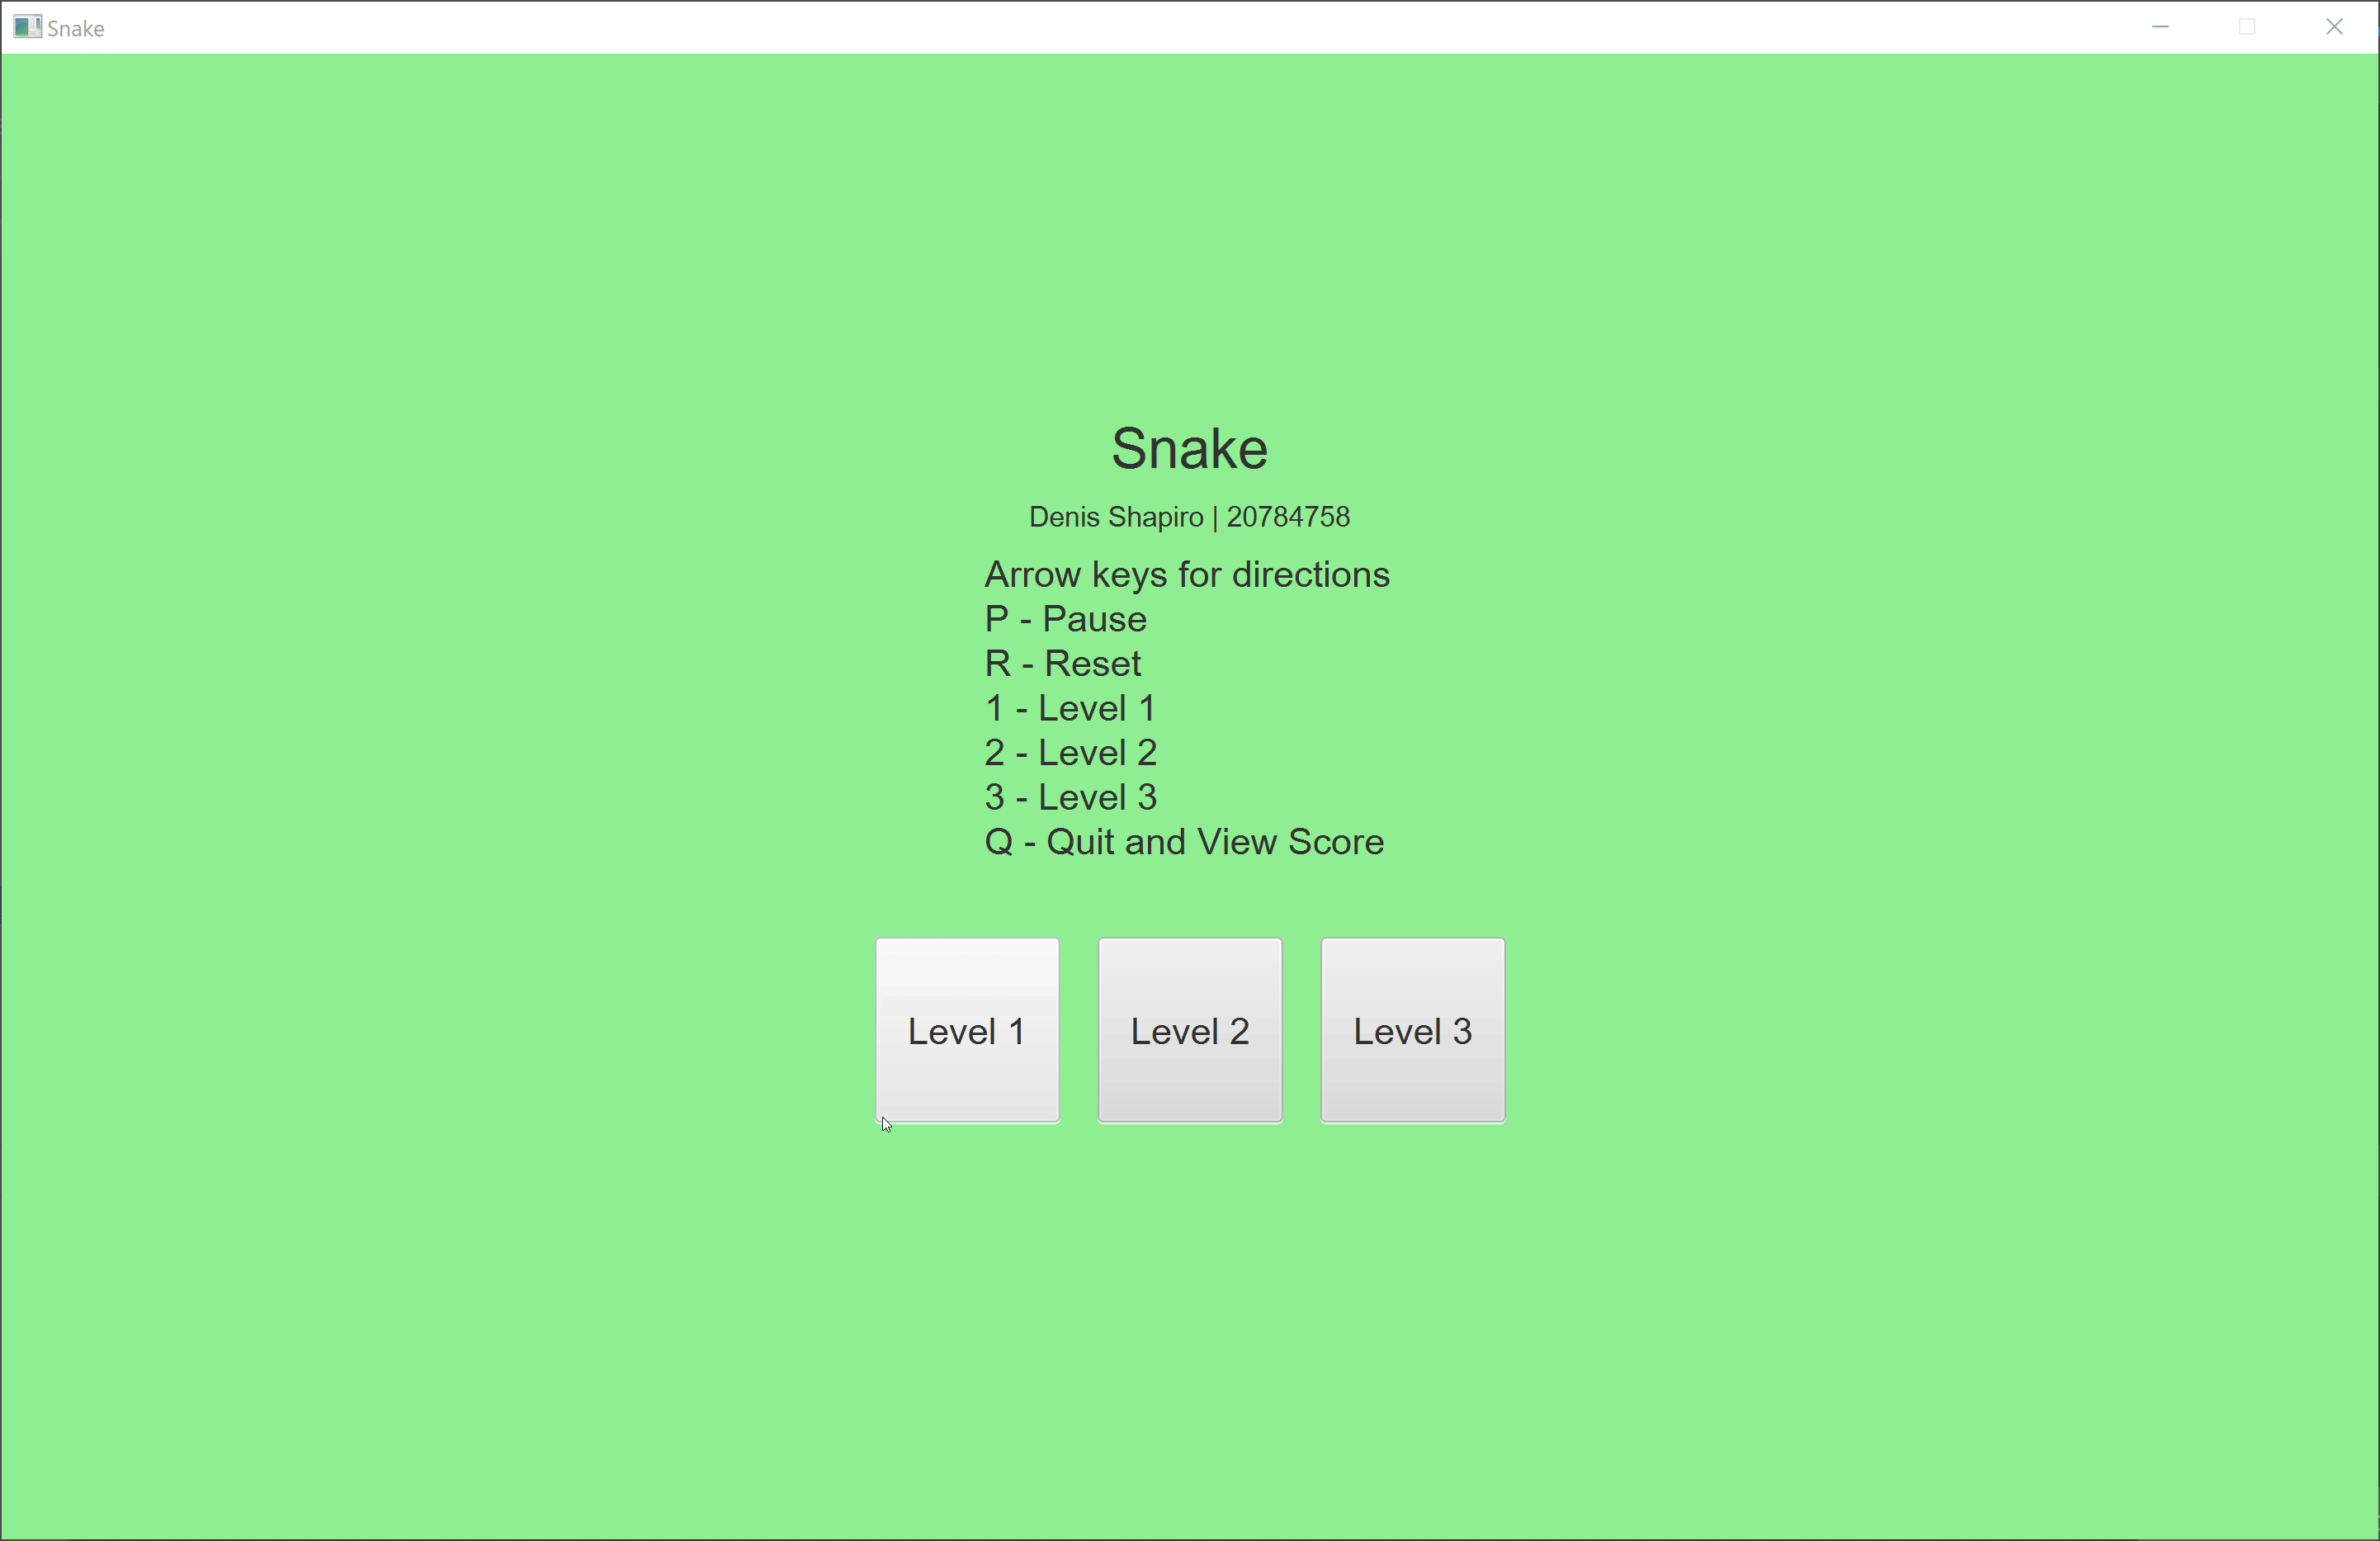 Snake
Snake
Denis Shapiro | 20784758
Arrow keys for directions
P - Pause
R - Reset
1 - Level 1
2 - Level 2
3 - Level 3
Q - Quit and View Score
Level 1 Level 2 Level 3